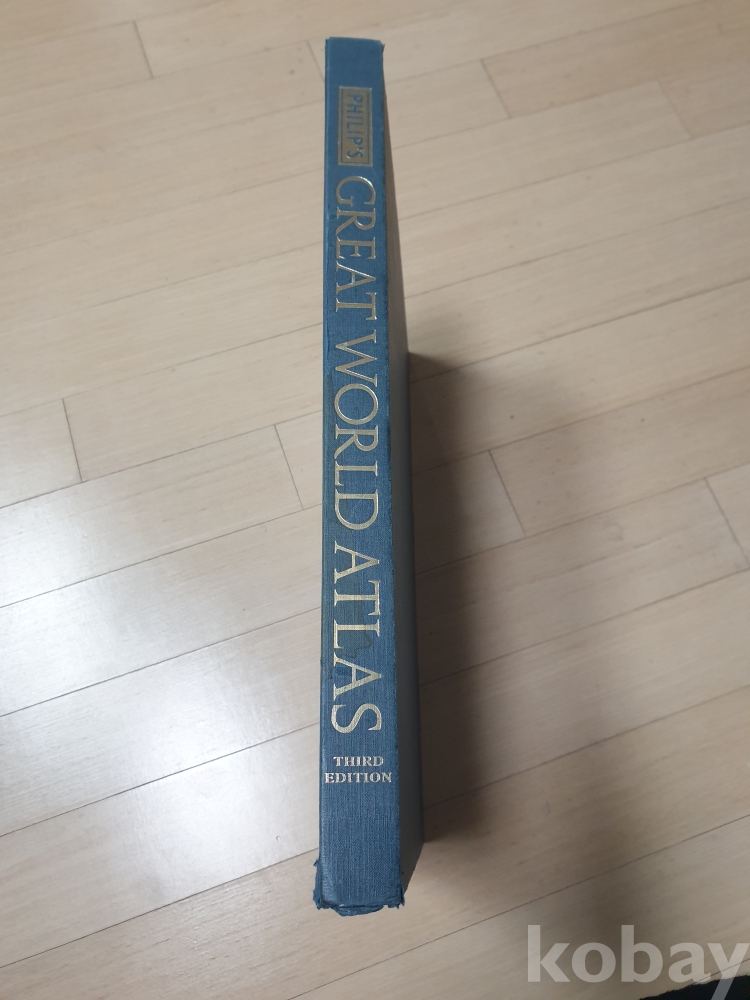 PHILIP'S
GREAT WORLD ATLAS
THIRD
EDITION
kobay